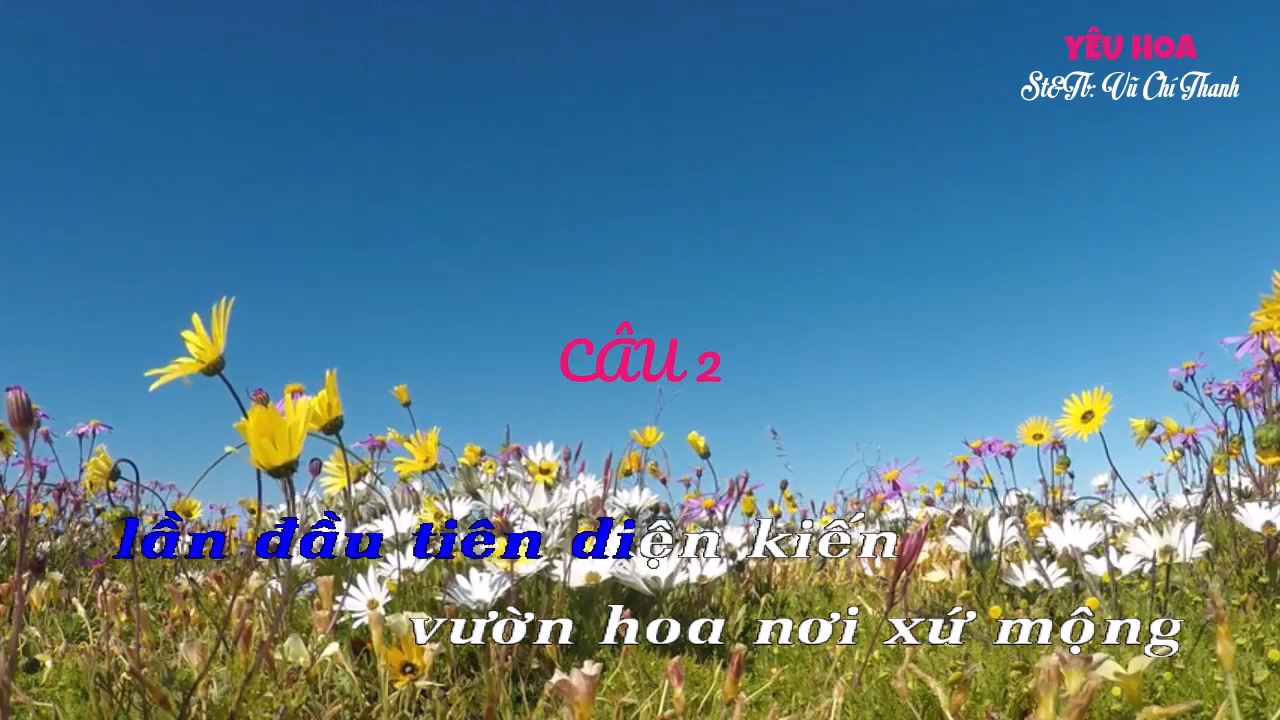 YÊU HOA
St&Tb: Vũ Chí Thanh
CÂU 2
lần đầu tiên diện kiến
vườn hoa nơi xứ mộng